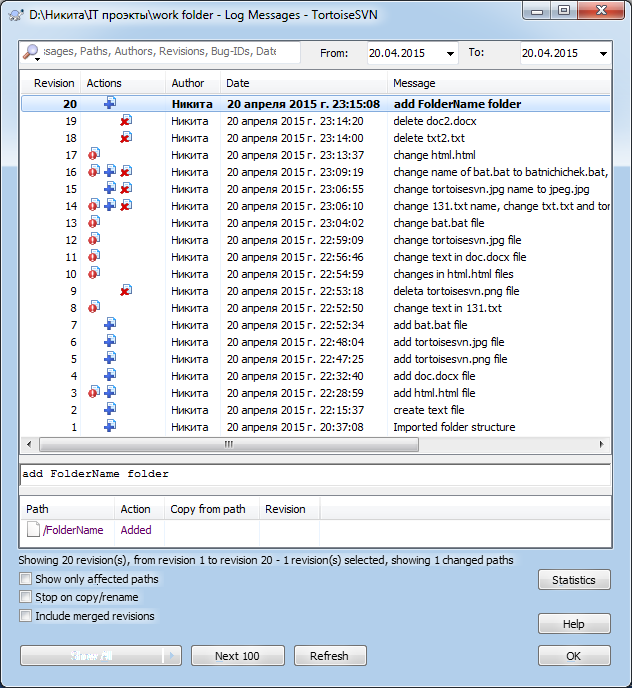 D:\Никита\IT проэкты\work folder - Log Messages - TortoiseSVN
sages, Paths, Authors, Revisions, Bug-IDs, Date From: 20.04.2015 To: 20.04.2015
Revision Actions Author Date Message
20 Никита 20 апреля 2015 г. 23:15:08 add FolderName folder
19 Никита 20 апреля 2015 г. 23:14:20 delete doc2.docx
18 Никита 20 апреля 2015 г. 23:14:00 delete txt2.txt
17 Никита 20 апреля 2015 г. 23:13:37 change html.html
16 Никита 20 апреля 2015 г. 23:09:19 change name of bat.bat to batnichichek.bat,
15 Никита 20 апреля 2015 г. 23:06:55 change tortoisesvn.jpg name to jpeg.jpg
14 Никита 20 апреля 2015 г. 23:06:10 change 131.txt name, change txt.txt and tor
13 Никита 20 апреля 2015 г. 23:04:02 change bat.bat file
12 Никита 20 апреля 2015 г. 22:59:09 change tortoisesvn.jpg file
11 Никита 20 апреля 2015 г. 22:56:46 change text in doc.docx file
10 Никита 20 апреля 2015 г. 22:54:59 changes in html.html files
9 Никита 20 апреля 2015 г. 22:53:18 deleta tortoisesvn.png file
8 Никита 20 апреля 2015 г. 22:52:50 change text in 131.txt
7 Никита 20 апреля 2015 г. 22:52:34 add bat.bat file
6 Никита 20 апреля 2015 г. 22:48:04 add tortoisesvn.jpg file
5 Никита 20 апреля 2015 г. 22:47:25 add tortoisesvn.png file
4 Никита 20 апреля 2015 г. 22:32:40 add doc.docx file
3 Никита 20 апреля 2015 г. 22:28:59 add html.html file
2 Никита 20 апреля 2015 г. 22:15:37 create text file
1 Никита 20 апреля 2015 г. 20:37:08 Imported folder structure
add FolderName folder
Path Action Copy from path Revision
/FolderName Added
Showing 20 revision(s), from revision 1 to revision 20 - 1 revision(s) selected, showing 1 changed paths
Show only affected paths
Statistics
Stop on copy/rename
Include merged revisions
Help
Show All Next 100 Refresh OK